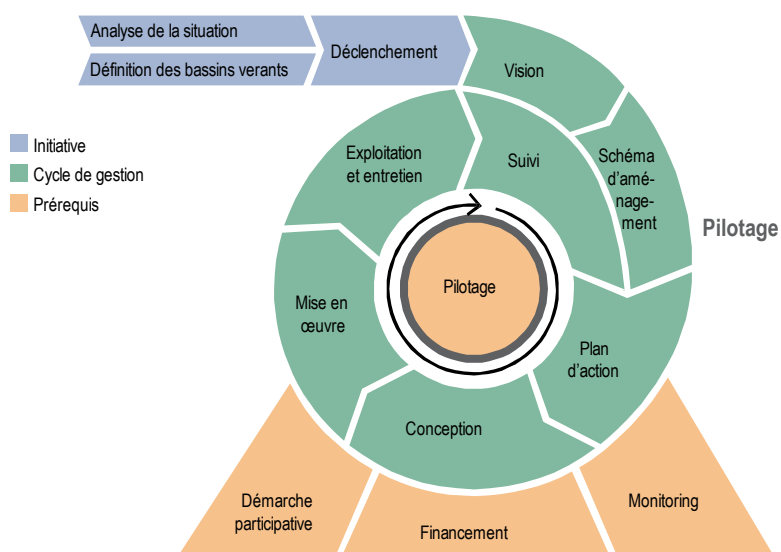 Analyse de la situation
Définition des bassins verants
Déclenchement
Vision
Initiative
Cycle de gestion
Prérequis
Exploitation
et entretien
Suivi
Schéma
d'amé-
nage-
ment
Pilotage
Pilotage
Mise en
œuvre
Plan
d'action
Conception
Démarche
participative
Financement
Monitoring